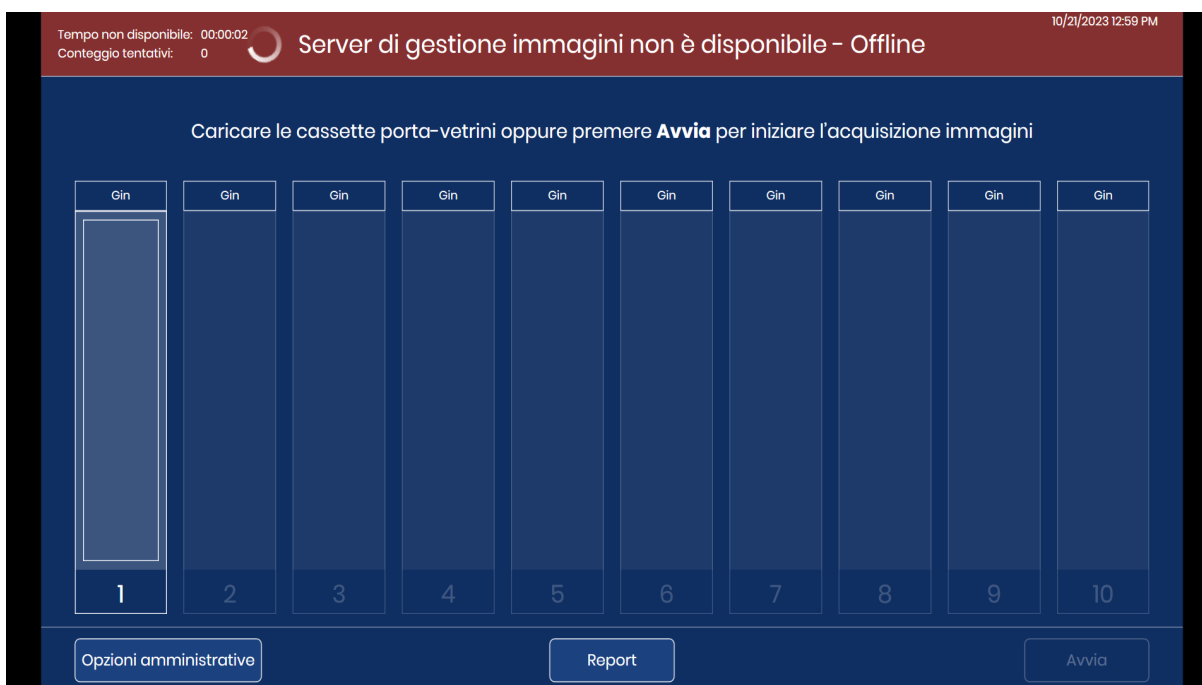 10/21/2023 12:59 PM
Tempo non disponibile: 00:00:02
Conteggio tentativi: 0
Server di gestione immagini non è disponibile - Offline
Caricare le cassette porta-vetrini oppure premere Avvia per iniziare l'acquisizione immagini
Gin Gin Gin Gin Gin Gin Gin Gin Gin Gin
1 2 3 4 5 6 7 8 9 10
Opzioni amministrative Report Avvia